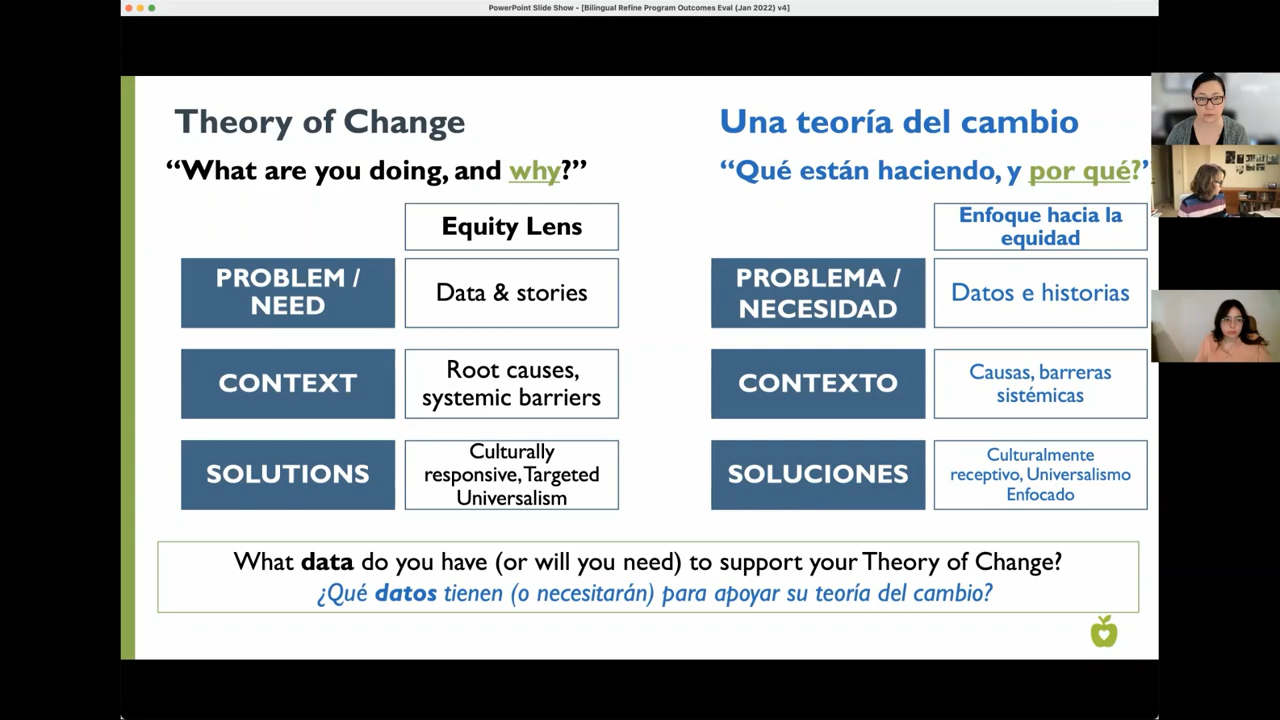 PowerPoint Slide Show - [Bilingual Refine Program Outcomes Eval (Jan 2022) v4]
Theory of Change
“What are you doing, and why?”
Equity Lens
PROBLEM /
NEED
Data & stories
CONTEXT
Root causes,
systemic barriers
SOLUTIONS
Culturally
responsive, Targeted
Universalism
Una teoría del cambio
“Qué están haciendo, y por qué?”
Enfoque hacia la
equidad
PROBLEMA /
NECESIDAD
Datos e historias
CONTEXTO
Causas, barreras
sistémicas
SOLUCIONES
Culturalmente
receptivo, Universalismo
Enfocado
What data do you have (or will you need) to support your Theory of Change?
¿Qué datos tienen (o necesitarán) para apoyar su teoría del cambio?